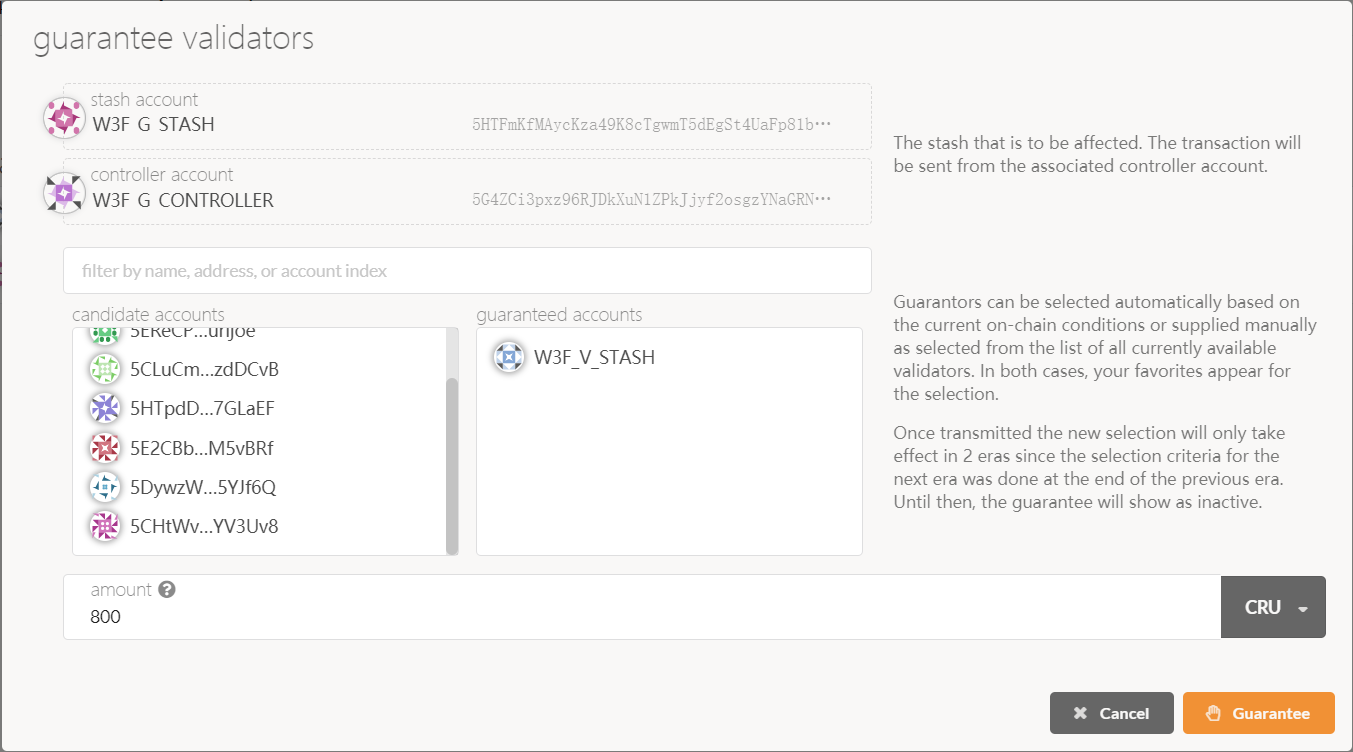 guarantee validators
stash account
W3F G STASH
5HTFmKfMAycKza49K8cTgwmT5dEgSt4UaFp81b···
The stash that is to be affected. The transaction will
be sent from the associated controller account.
controller account
W3F G CONTROLLER
5G4ZCi3pxz96RJDkXuN1ZPkJjyf2osgzYNaGRN···
filter by name, address, or account index
candidate accounts
5CLuCm...zdDCvB
5HTpdD...7GLaEF
5E2CBb...M5vBRf
5DywzW...5YJf6Q
5CHtWv...YV3Uv8
guaranteed accounts
W3F_V_STASH
Guarantors can be selected automatically based on
the current on-chain conditions or supplied manually
as selected from the list of all currently available
validators. In both cases, your favorites appear for
the selection.
Once transmitted the new selection will only take
effect in 2 eras since the selection criteria for the
next era was done at the end of the previous era.
Until then, the guarantee will show as inactive.
amount ?
800
CRU
Cancel
Guarantee